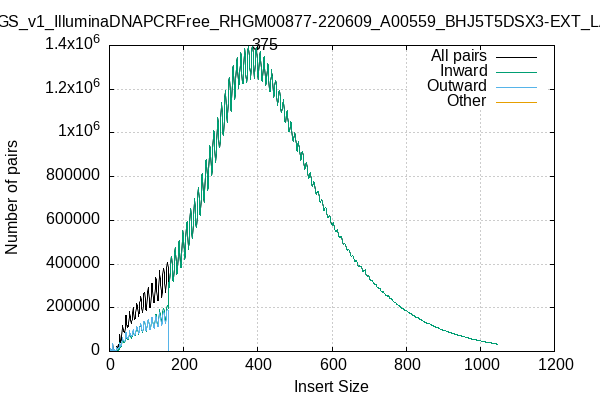 GS_v1_IlluminaDNAPCRFree_RHGM00877-220609_A00559_BHJ5T5DSX3-EXT_L
375
1.4x10^6
1.2x10^6
1x10^6
800000
600000
400000
200000
0
Number of pairs
All pairs
Inward
Outward
Other
0 200 400 600 800 1000 1200
Insert Size